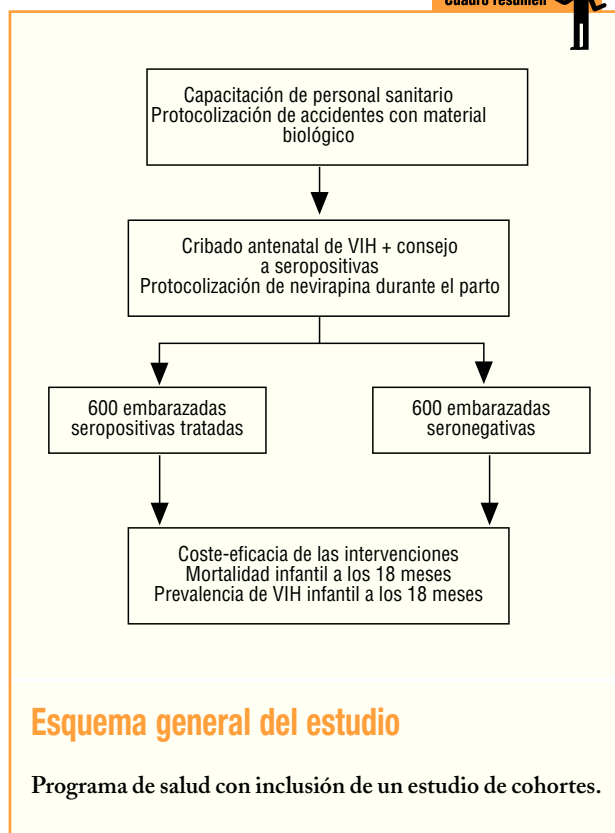 Cuadro resumen
Capacitación de personal sanitario
Protocolización de accidentes con material
biológico
Cribado antenatal de VIH + consejo
a seropositivas
Protocolización de nevirapina durante el parto
600 embarazadas
seropositivas tratadas
600 embarazadas
seronegativas
Coste-eficacia de las intervenciones
Mortalidad infantil a los 18 meses
Prevalencia de VIH infantil a los 18 meses
Esquema general del estudio
Programa de salud con inclusión de un estudio de cohortes.